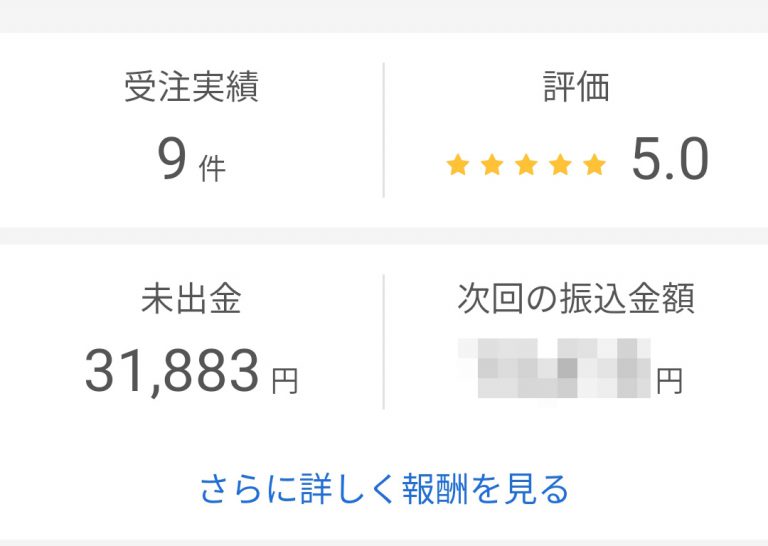 受注実績
9 件
評価
★★★★★ 5.0
未出金
31,883 円
次回の振込金額
円
さらに詳しく報酬を見る